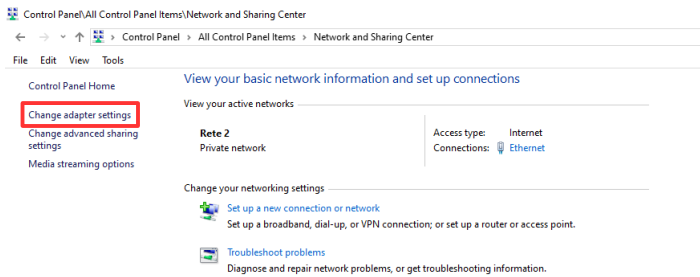 Control Panel\All Control Panel Items\Network and Sharing Center
Control Panel > All Control Panel Items > Network and Sharing Center
File Edit View Tools
Control Panel Home
Change adapter settings
Change advanced sharing
settings
Media streaming options
View your basic network information and set up connections
View your active networks
Rete 2
Private network
Access type: Internet
Connections: Ethernet
Change your networking settings
Set up a new connection or network
Set up a broadband, dial-up, or VPN connection; or set up a router or access point.
Troubleshoot problems
Diagnose and repair network problems, or get troubleshooting information.